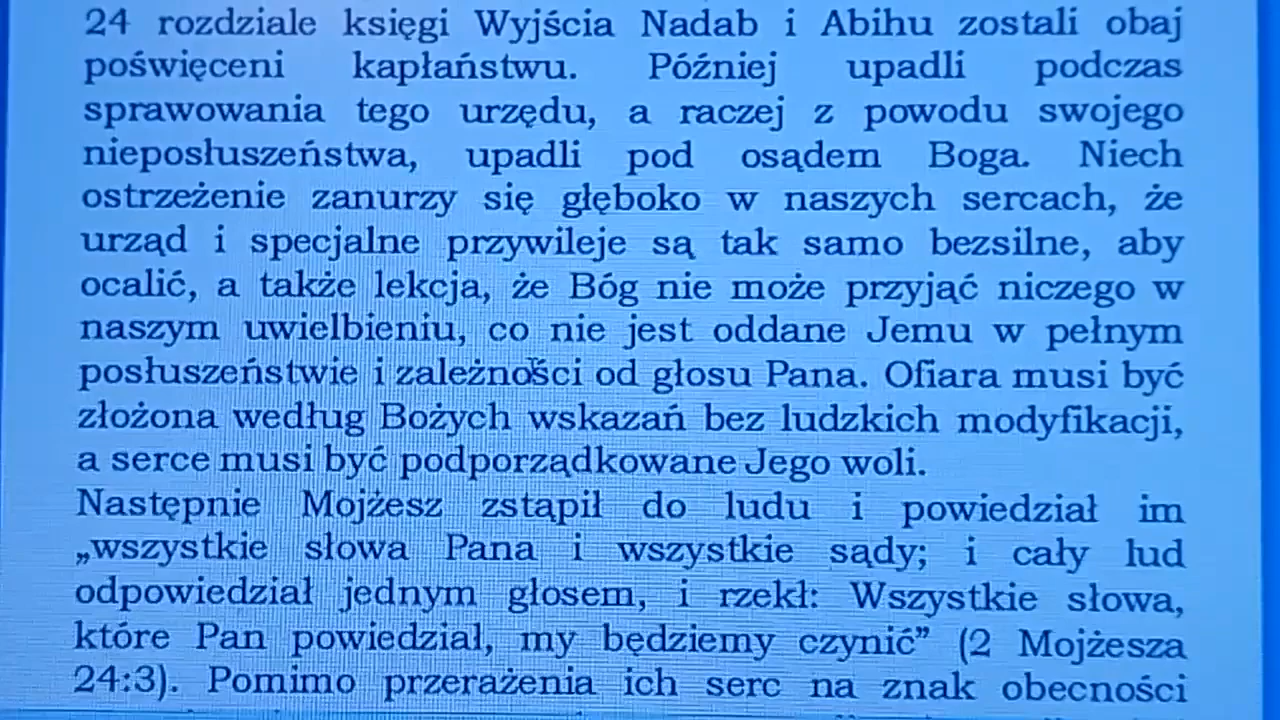 24 rozdziale księgi Wyjścia Nadab i Abihu zostali obaj
poświęceni kapłaństwu. Później upadli podczas
sprawowania tego urzędu, a raczej z powodu swojego
nieposłuszeństwa, upadli pod osądem Boga. Niech
ostrzeżenie zanurzy się głęboko w naszych sercach, że
urząd i specjalne przywileje są tak samo bezsilne, aby
ocalić, a także lekcja, że Bóg nie może przyjąć niczego w
naszym uwielbieniu, co nie jest oddane Jemu w pełnym
posłuszeństwie i zależności od głosu Pana. Ofiara musi być
złożona według Bożych wskazań bez ludzkich modyfikacji,
a serce musi być podporządkowane Jego woli.
Następnie Mojżesz zstąpił do ludu i powiedział im
„wszystkie słowa Pana i wszystkie sądy; i cały lud
odpowiedział jednym głosem, i rzekł: Wszystkie słowa,
które Pan powiedział, my będziemy czynić” (2 Mojżesza
24:3). Pomimo przerażenia ich serc na znak obecności